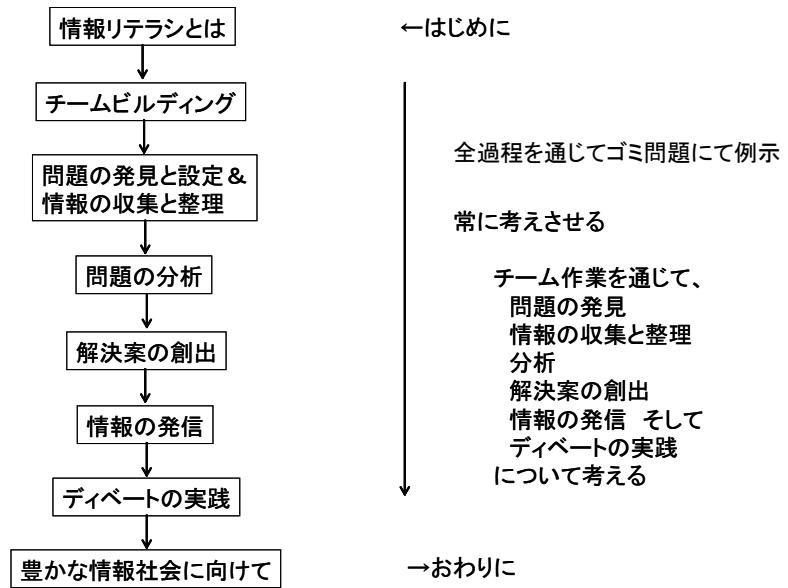 情報リテラシとは
←はじめに
チームビルディング
問題の発見と設定＆
情報の収集と整理
問題の分析
解決案の創出
情報の発信
ディベートの実践
豊かな情報社会に向けて
全過程を通じてゴミ問題にて例示
常に考えさせる
チーム作業を通じて、
問題の発見
情報の収集と整理
分析
解決案の創出
情報の発信　そして
ディベートの実践
について考える
→おわりに